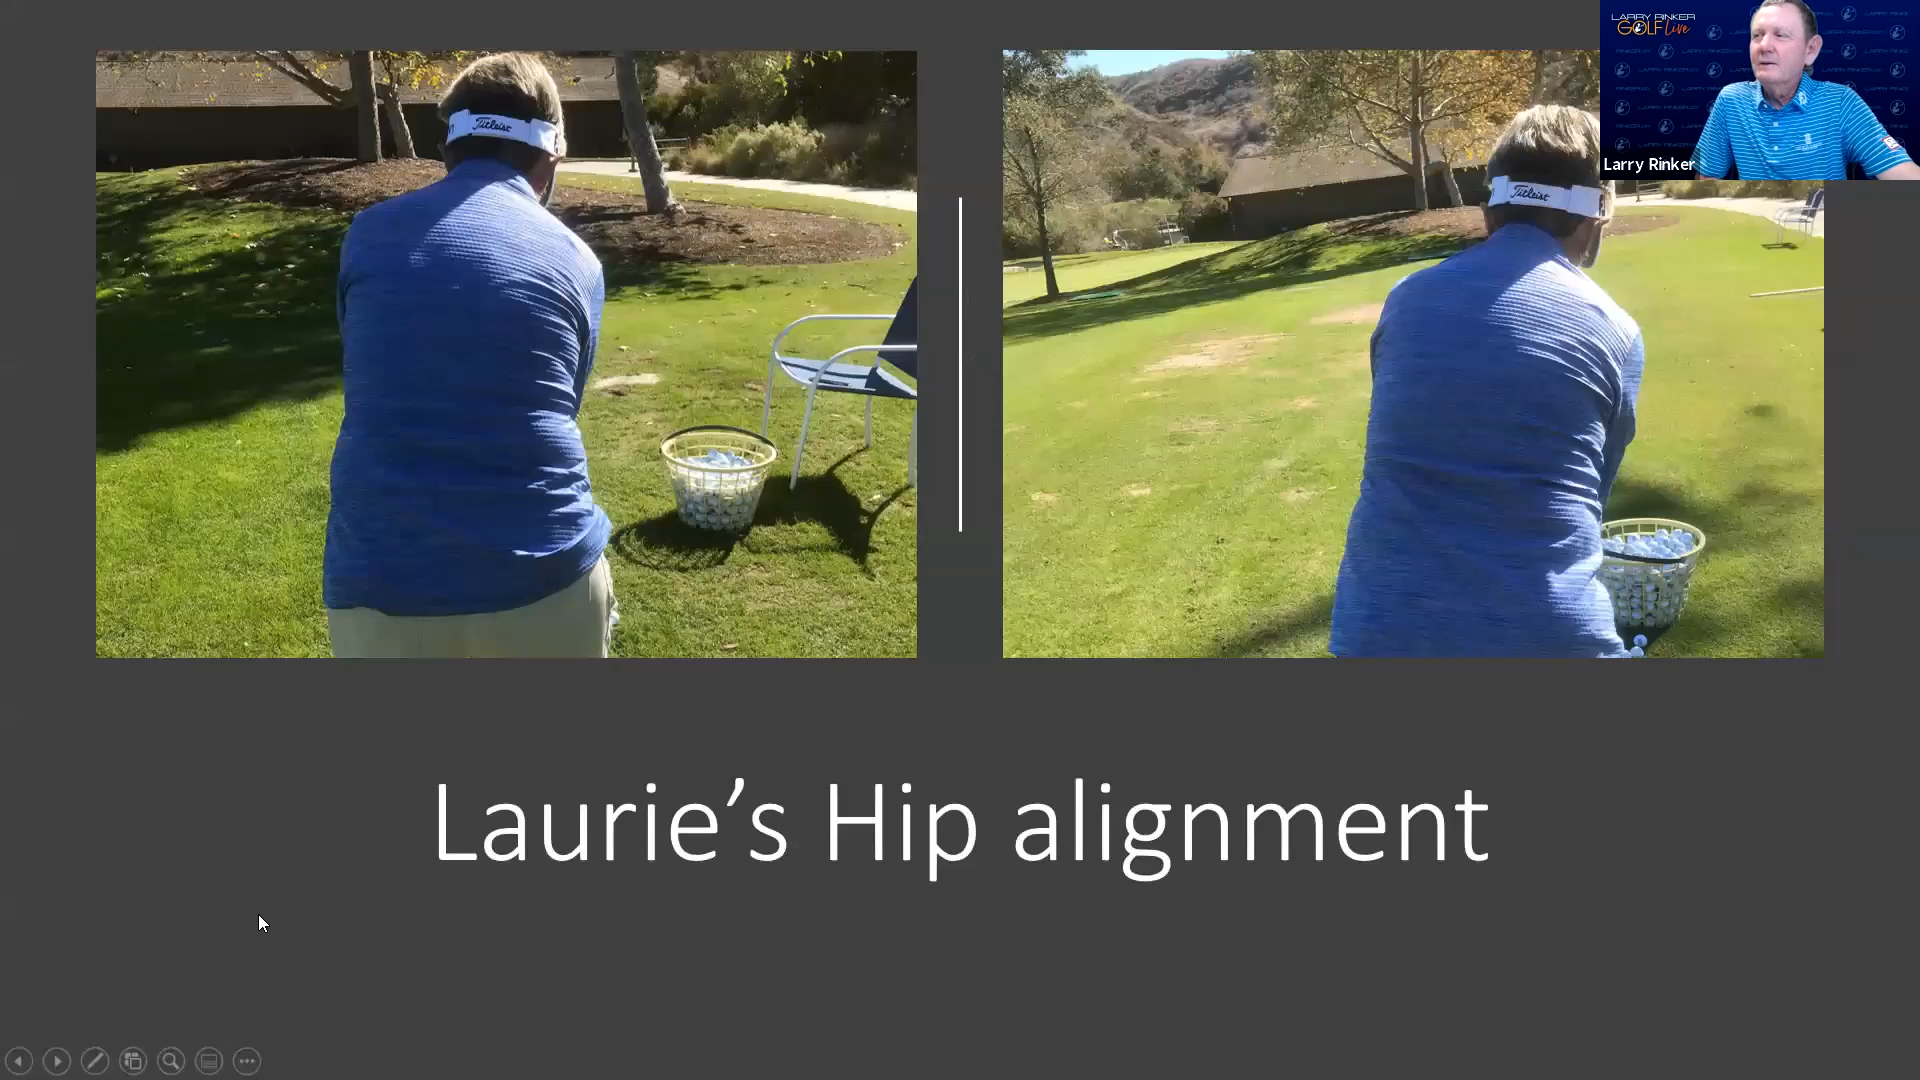 LARRY RINKER
GOLF Live
Larry Rinker
Titleist
Titleist
Laurie’s Hip alignment